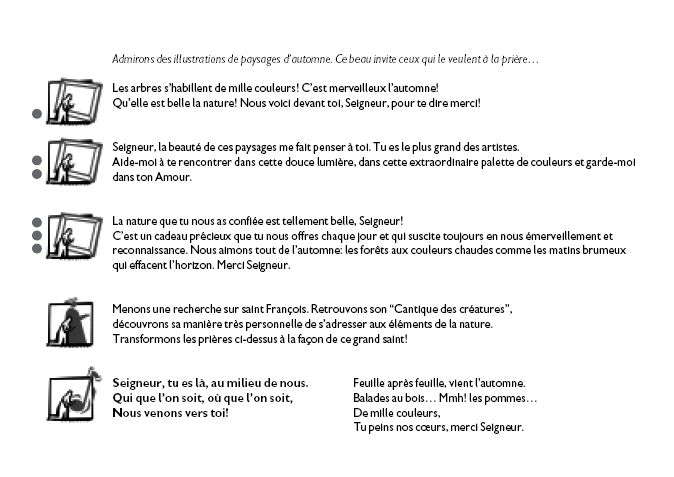 Admirons des illustrations de paysages d'automne. Ce beau invite ceux qui le veulent à la prière…
Les arbres s'habillent de mille couleurs! C'est merveilleux l'automne!
Qu'elle est belle la nature! Nous voici devant toi, Seigneur, pour te dire merci!
Seigneur, la beauté de ces paysages me fait penser à toi. Tu es le plus grand des artistes.
Aide-moi à te rencontrer dans cette douce lumière, dans cette extraordinaire palette de couleurs et garde-moi
dans ton Amour.
La nature que tu nous as confiée est tellement belle, Seigneur!
C'est un cadeau précieux que tu nous offres chaque jour et qui suscite toujours en nous émerveillement et
reconnaissance. Nous aimons tout de l'automne: les forêts aux couleurs chaudes comme les matins brumeux
qui effacent l'horizon. Merci Seigneur.
Menons une recherche sur saint François. Retrouvons son "Cantique des créatures",
découvrons sa manière très personnelle de s'adresser aux éléments de la nature.
Transformons les prières ci-dessus à la façon de ce grand saint!
Seigneur, tu es là, au milieu de nous.
Qui que l'on soit, où que l'on soit,
Nous venons vers toi!
Feuille après feuille, vient l'automne.
Balades au bois… Mmh! les pommes…
De mille couleurs,
Tu peins nos cœurs, merci Seigneur.